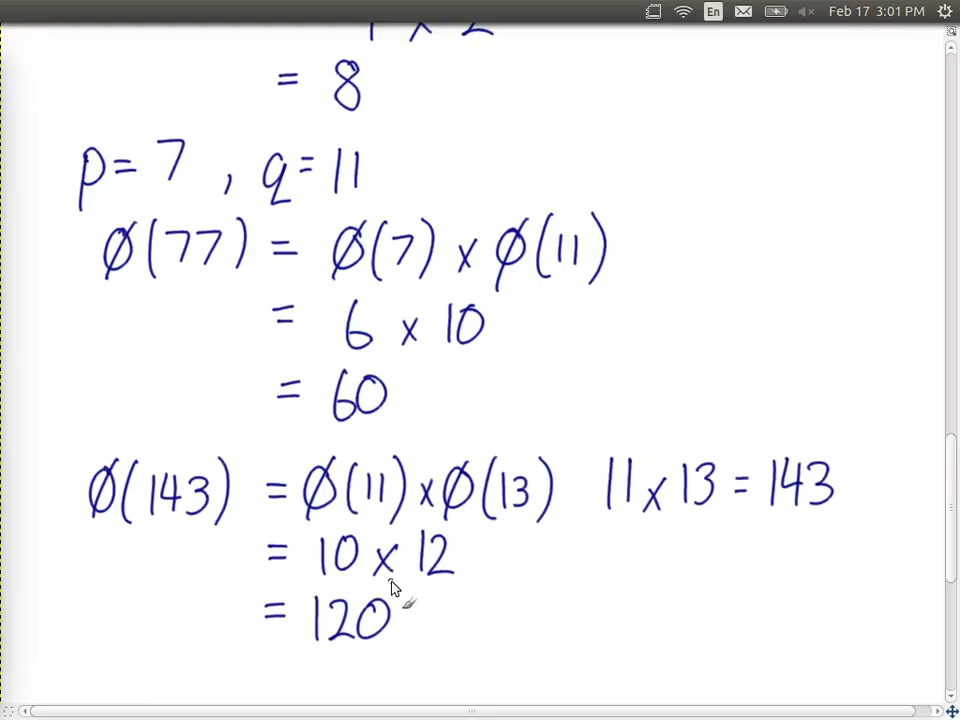 En Feb 17 3:01 PM
= 8
p= 7 , q= 11
Ø(77) = Ø(7) x Ø(11)
= 6 x 10
= 60
Ø(143) = Ø(11) x Ø(13) 11 x 13 = 143
= 10 x 12
= 120